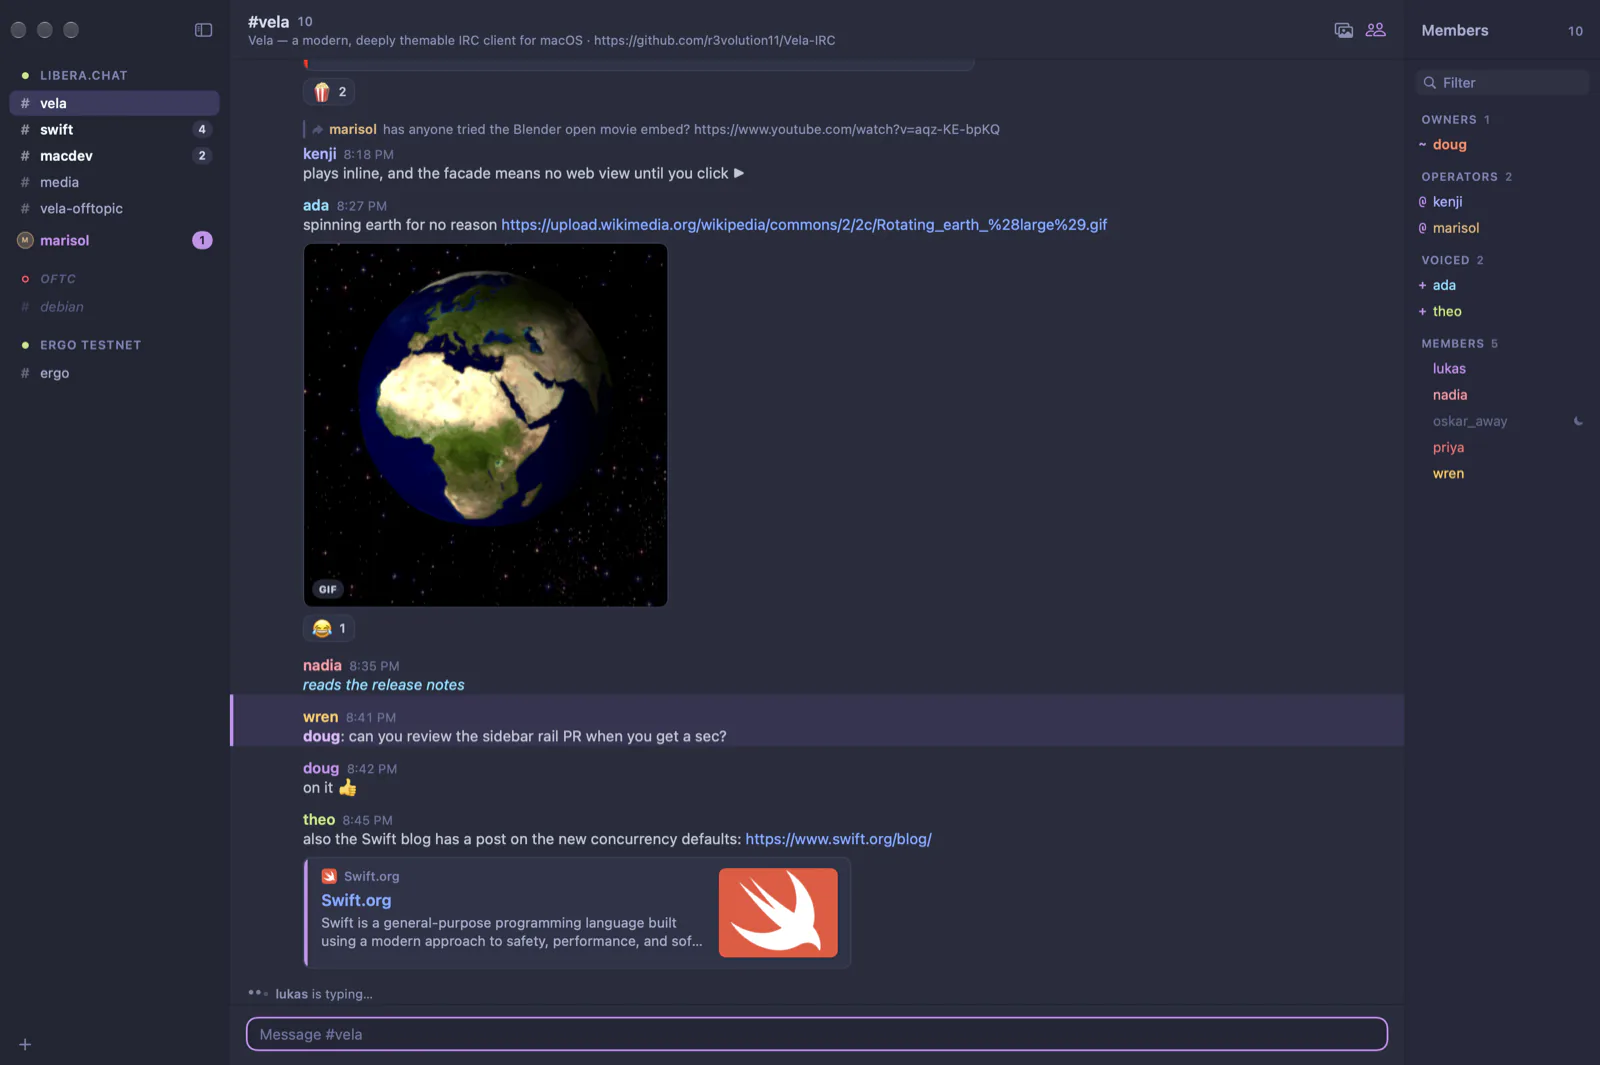 LIBERA.CHAT
# vela
# swift 4
# macdev 2
# media
# vela-offtopic
M marisol 1
OFTC
# debian
ERGO TESTNET
# ergo
+
#vela 10
Vela — a modern, deeply themable IRC client for macOS · https://github.com/r3volution11/Vela-IRC
🍿 2
marisol has anyone tried the Blender open movie embed? https://www.youtube.com/watch?v=aqz-KE-bpKQ
kenji 8:18 PM
plays inline, and the facade means no web view until you click ▶
ada 8:27 PM
spinning earth for no reason https://upload.wikimedia.org/wikipedia/commons/2/2c/Rotating_earth_%28large%29.gif
GIF
😂 1
nadia 8:35 PM
reads the release notes
wren 8:41 PM
doug: can you review the sidebar rail PR when you get a sec?
doug 8:42 PM
on it 👍
theo 8:45 PM
also the Swift blog has a post on the new concurrency defaults: https://www.swift.org/blog/
Swift.org
Swift.org
Swift is a general-purpose programming language built
using a modern approach to safety, performance, and sof...
lukas is typing...
Message #vela
Members 10
Filter
OWNERS 1
~ doug
OPERATORS 2
@ kenji
@ marisol
VOICED 2
+ ada
+ theo
MEMBERS 5
lukas
nadia
oskar_away
priya
wren